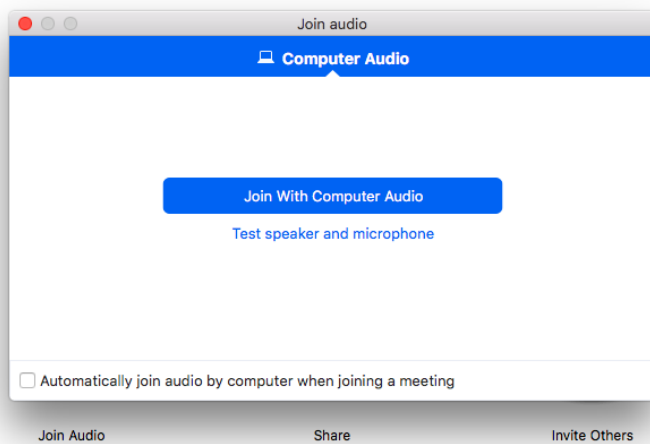 Join audio
Computer Audio
Join With Computer Audio
Test speaker and microphone
Automatically join audio by computer when joining a meeting
Join Audio Share Invite Others